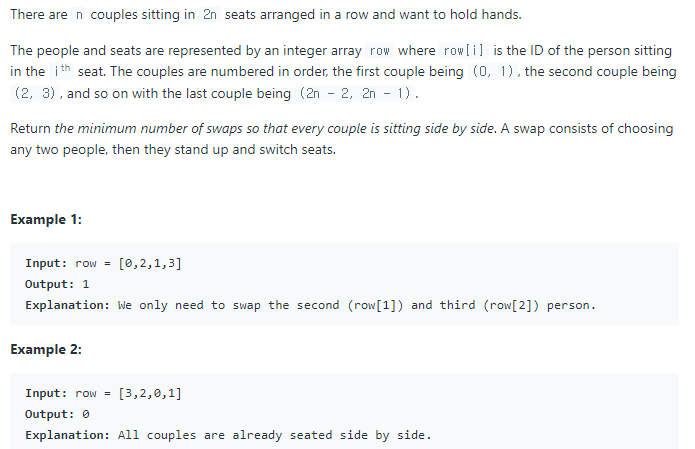 There are n couples sitting in 2n seats arranged in a row and want to hold hands.
The people and seats are represented by an integer array row where row[i] is the ID of the person sitting
in the ith seat. The couples are numbered in order, the first couple being (0, 1), the second couple being
(2, 3), and so on with the last couple being (2n - 2, 2n - 1).
Return the minimum number of swaps so that every couple is sitting side by side. A swap consists of choosing
any two people, then they stand up and switch seats.
Example 1:
Input: row = [0,2,1,3]
Output: 1
Explanation: We only need to swap the second (row[1]) and third (row[2]) person.
Example 2:
Input: row = [3,2,0,1]
Output: 0
Explanation: All couples are already seated side by side.